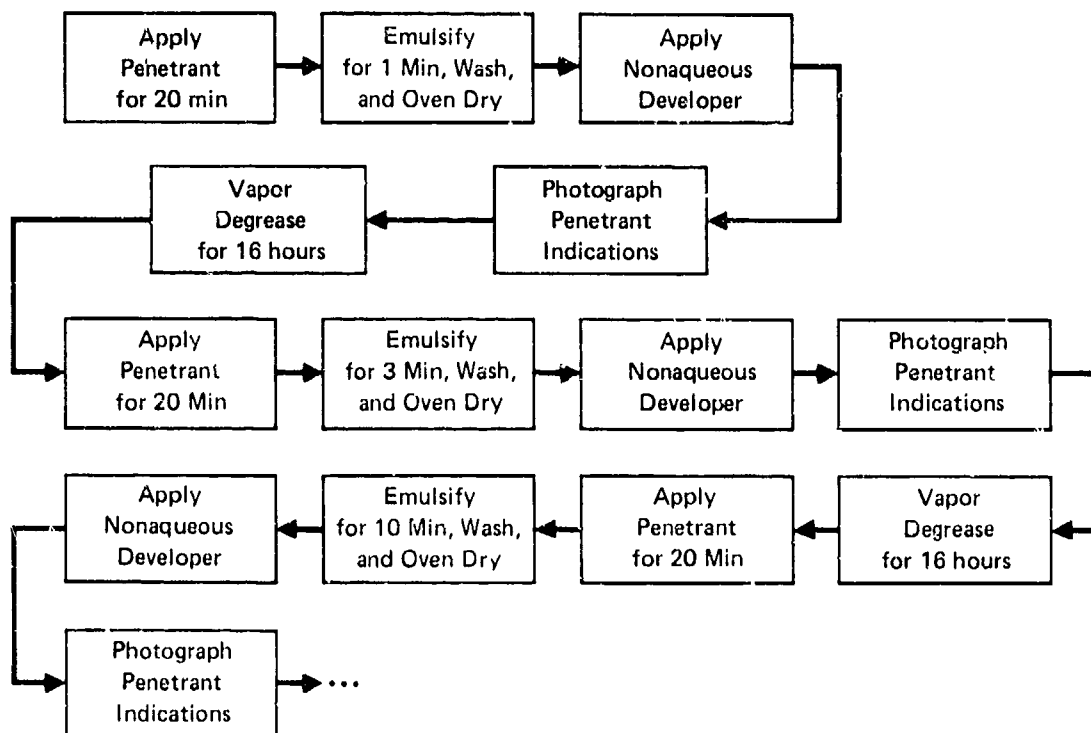 Apply
Penetrant
for 20 min
Emulsify
for 1 Min, Wash,
and Oven Dry
Apply
Nonaqueous
Developer
Photograph
Penetrant
Indications
Vapor
Degrease
for 16 hours
Apply
Penetrant
for 20 Min
Emulsify
for 3 Min, Wash,
and Oven Dry
Apply
Nonaqueous
Developer
Photograph
Penetrant
Indications
Vapor
Degrease
for 16 hours
Apply
Penetrant
for 20 Min
Emulsify
for 10 Min, Wash,
and Oven Dry
Apply
Nonaqueous
Developer
Photograph
Penetrant
Indications
...